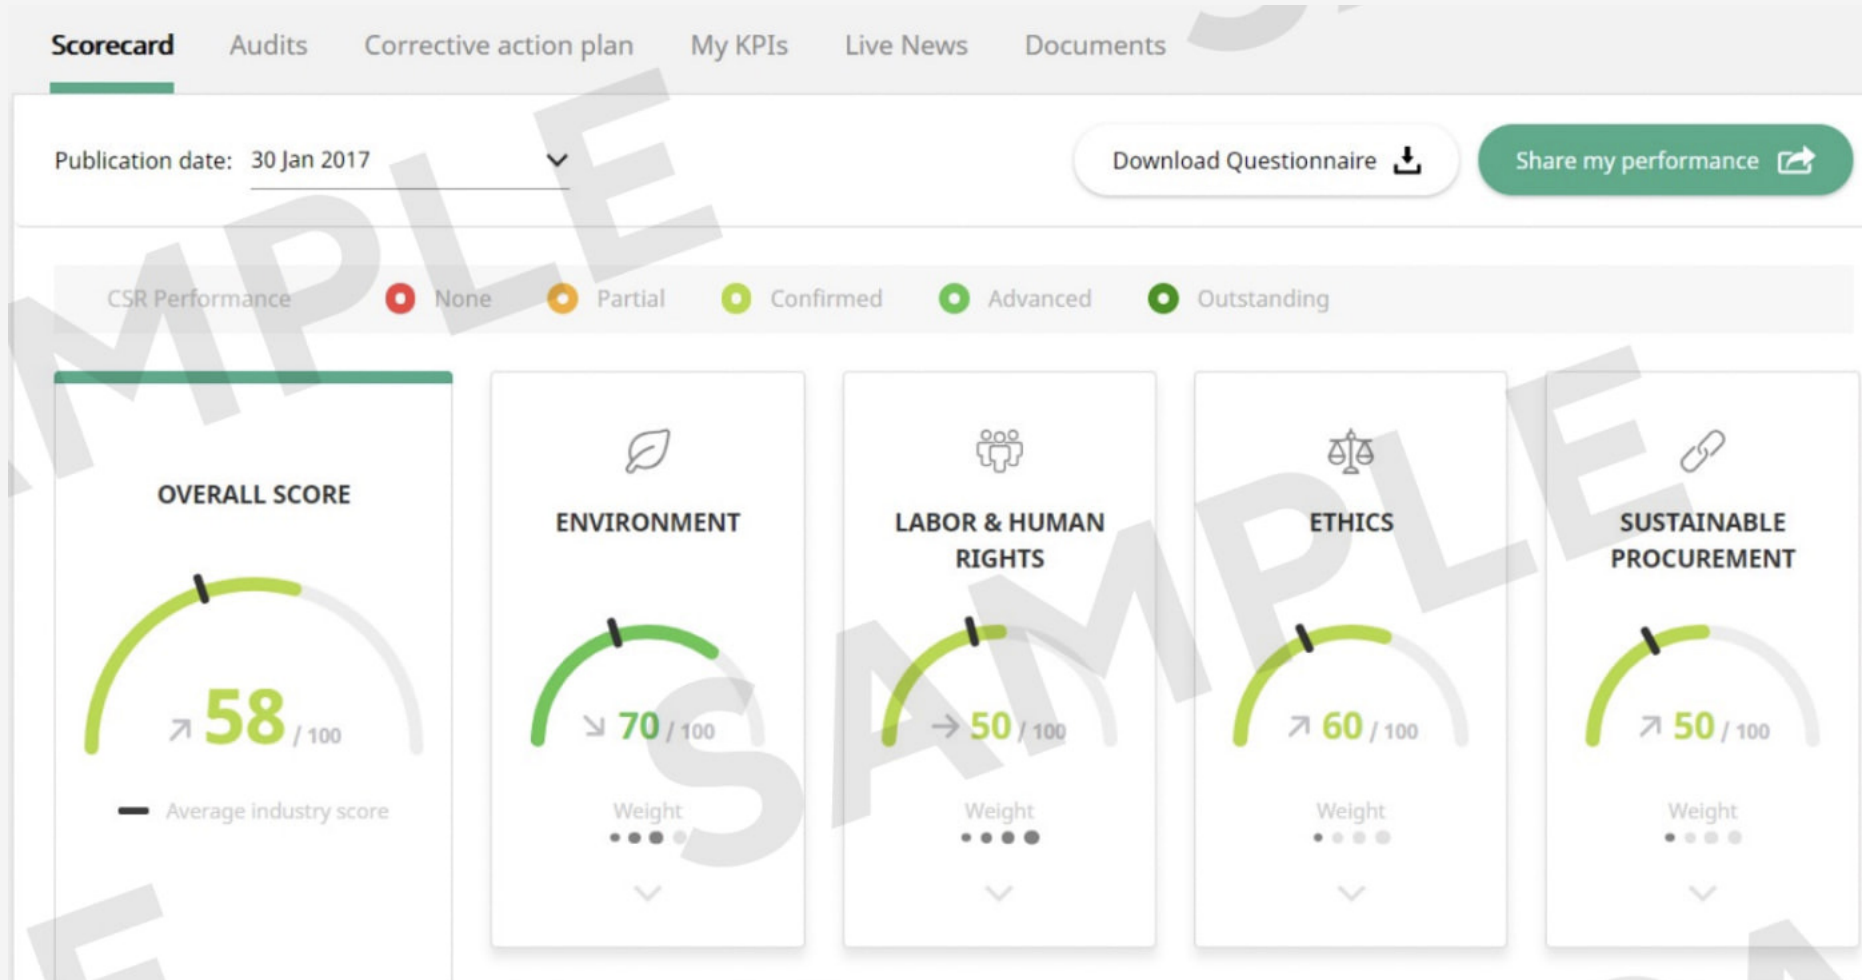 Scorecard Audits Corrective action plan My KPIs Live News Documents
Publication date: 30 Jan 2017 Download Questionnaire Share my performance
CSR Performance None Partial Confirmed Advanced Outstanding
OVERALL SCORE
58 / 100
Average industry score
ENVIRONMENT
70 / 100
Weight
LABOR & HUMAN
RIGHTS
50 / 100
Weight
ETHICS
60 / 100
Weight
SUSTAINABLE
PROCUREMENT
50 / 100
Weight
SAMPLE